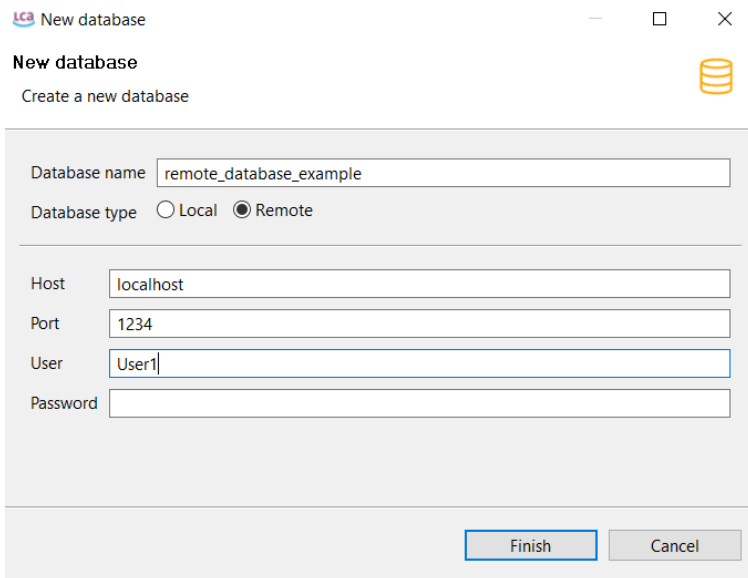 LCA New database
New database
Create a new database
Database name remote_database_example
Database type Local Remote
Host localhost
Port 1234
User User1
Password
Finish Cancel